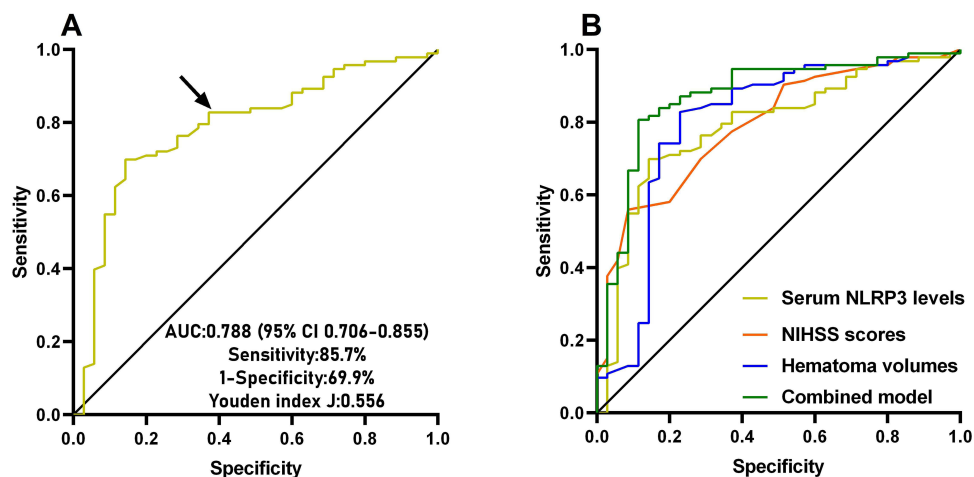 A
1.0
0.8
0.6
0.4
0.2
0.0
Sensitivity
0.0 0.2 0.4 0.6 0.8 1.0
Specificity
AUC:0.788 (95% CI 0.706-0.855)
Sensitivity:85.7%
1-Specificity:69.9%
Youden index J:0.556
B
1.0
0.8
0.6
0.4
0.2
0.0
Sensitivity
0.0 0.2 0.4 0.6 0.8 1.0
Specificity
Serum NLRP3 levels
NIHSS scores
Hematoma volumes
Combined model